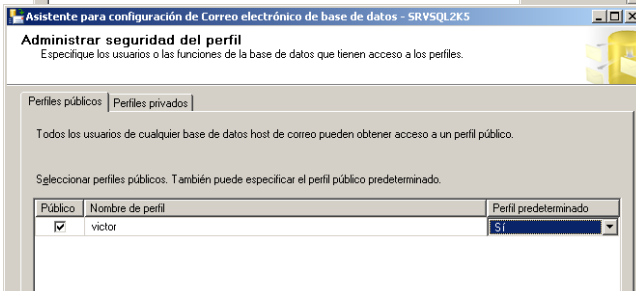 Asistente para configuración de Correo electrónico de base de datos - SRVSQL2K5
Administrar seguridad del perfil
Especifique los usuarios o las funciones de la base de datos que tienen acceso a los perfiles.
Perfiles públicos Perfiles privados
Todos los usuarios de cualquier base de datos host de correo pueden obtener acceso a un perfil público.
Seleccionar perfiles públicos. También puede especificar el perfil público predeterminado.
Público Nombre de perfil Perfil predeterminado
victor Sí